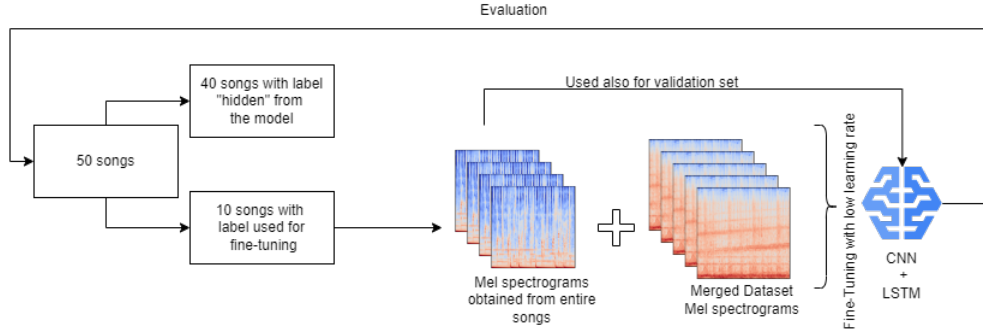 Evaluation
40 songs with label
"hidden" from
the model
50 songs
10 songs with
label used for
fine-tuning
Used also for validation set
Mel spectrograms
obtained from entire
songs
Merged Dataset
Mel spectrograms
Fine-Tuning with low learning rate
CNN
+
LSTM